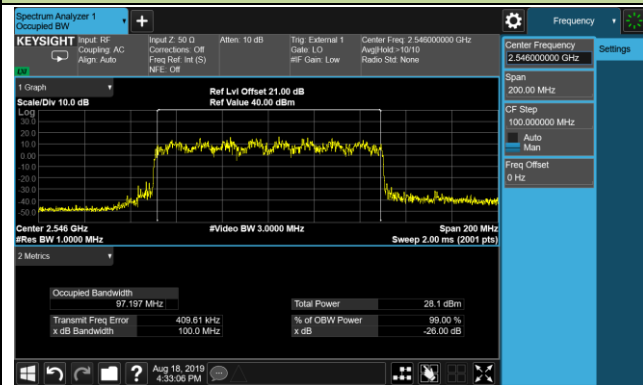 Spectrum Analyzer 1
Occupied BW
Frequency
KEYSIGHT
Input: RF
Coupling: AC
Align: Auto
Input Z: 50 Ω
Corrections: Off
Freq Ref: Int (S)
NFE: Off
Atten: 10 dB
Trig: External 1
Gate: LO
#IF Gain: Low
Center Freq: 2.546000000 GHz
Avg|Hold:>10/10
Radio Std: None
Center Frequency
2.546000000 GHz
Settings
Span
200.00 MHz
CF Step
100.000000 MHz
Auto
Man
Freq Offset
0 Hz
1 Graph
Scale/Div 10.0 dB
Ref Lvl Offset 21.00 dB
Ref Value 40.00 dBm
Log
30.0
20.0
10.0
0.00
-10.0
-20.0
-30.0
-40.0
-50.0
Center 2.546 GHz
#Video BW 3.0000 MHz
Span 200 MHz
#Res BW 1.0000 MHz
Sweep 2.00 ms (2001 pts)
2 Metrics
Occupied Bandwidth
97.197 MHz
Total Power 28.1 dBm
Transmit Freq Error 409.61 kHz
% of OBW Power 99.00 %
x dB Bandwidth 100.0 MHz
x dB -26.00 dB
Aug 18, 2019
4:33:06 PM